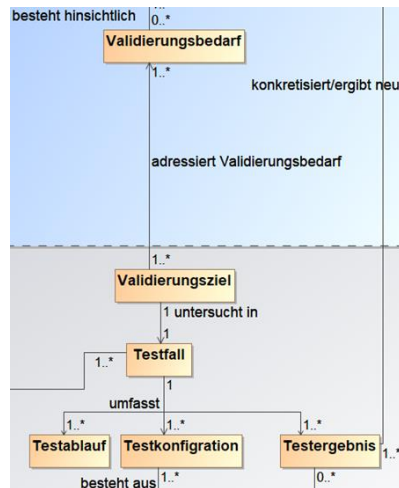 1..*
besteht hinsichtlich
0..*
Validierungsbedarf
1..*
konkretisiert/ergibt neu
adressiert Validierungsbedarf
1..*
Validierungsziel
1 untersucht in
1
Testfall
1..*
1
umfasst
1..* 1..* 1..*
Testablauf Testkonfigration Testergebnis
1..*
besteht aus 1..* 0..*